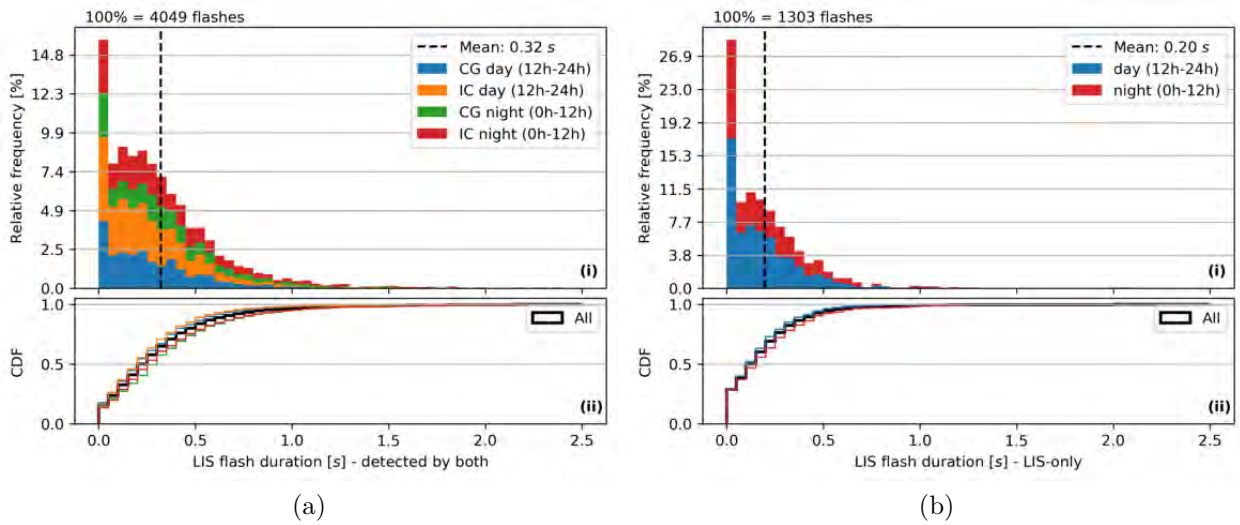 100% = 4049 flashes
Relative frequency [%]
14.8
12.3
9.9
7.4
4.9
2.5
0.0
Mean: 0.32 s
CG day (12h-24h)
IC day (12h-24h)
CG night (0h-12h)
IC night (0h-12h)
(i)
CDF
1.0
0.5
0.0
All
(ii)
0.0 0.5 1.0 1.5 2.0 2.5
LIS flash duration [s] - detected by both
(a)
100% = 1303 flashes
Relative frequency [%]
26.9
23.0
19.2
15.3
11.5
7.7
3.8
0.0
Mean: 0.20 s
day (12h-24h)
night (0h-12h)
(i)
CDF
1.0
0.5
0.0
All
(ii)
0.0 0.5 1.0 1.5 2.0 2.5
LIS flash duration [s] - LIS-only
(b)